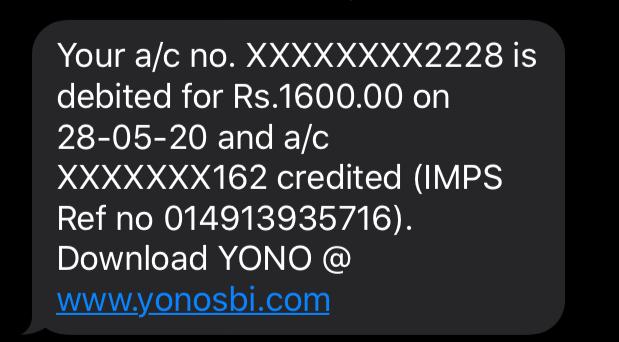 Your a/c no. XXXXXXXX2228 is
debited for Rs.1600.00 on
28-05-20 and a/c
XXXXXXX162 credited (IMPS
Ref no 014913935716).
Download YONO @
www.yonosbi.com